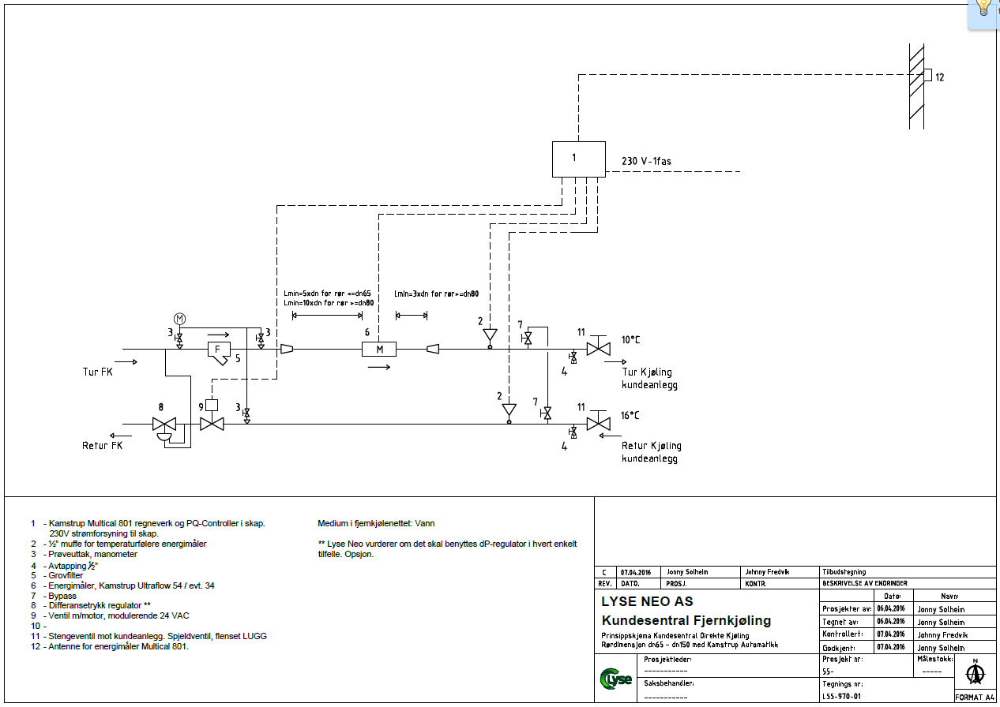 12
1
230 V-1fas
Lmin=5xdn for rør <=dn65
Lmin=10xdn for rør >=dn80
Lmin=3xdn for rør>=dn80
M
3
3
F
5
6
M
2
7
11
10°C
4
Tur FK
Tur Kjøling
kundeanlegg
8
9
3
2
7
11
16°C
4
Retur FK
Retur Kjøling
kundeanlegg
1 - Kamstrup Multical 801 regneverk og PQ-Controller i skap.
230V strømforsyning til skap.
2 - ½" muffe for temperaturfølere energimåler
3 - Prøveuttak, manometer
4 - Avtapping ½"
5 - Grovfilter
6 - Energimåler, Kamstrup Ultraflow 54 / evt. 34
7 - Bypass
8 - Differansetrykk regulator **
9 - Ventil m/motor, modulerende 24 VAC
10 -
11 - Stengeventil mot kundeanlegg. Spjeldventil, flenset LUGG
12 - Antenne for energimåler Multical 801.
Medium i fjernkjølenettet: Vann
** Lyse Neo vurderer om det skal benyttes dP-regulator i hvert enkelt
tilfelle. Opsjon.
C 07.04.2016 Jonny Solheim Johnny Fredvik Tilbudstegning
REV. DATO. PROSJ. KONTR. BESKRIVELSE AV ENDRINGER
LYSE NEO AS
Kundesentral Fjernkjøling
Prinsippskjema Kundesentral Direkte Kjøling
Rørdimensjon dn65 - dn150 med Kamstrup Automatikk
Dato: Navn:
Prosjekter av: 06.04.2016 Jonny Solheim
Tegnet av: 06.04.2016 Jonny Solheim
Kontrollert: 07.04.2016 Johnny Fredvik
Godkjent: 07.04.2016 Jonny Solheim
Lyse
Prosjektleder:
-----------
Saksbehandler:
-----------
Prosjekt nr:
55-
Målestokk:
-----
Tegnings nr:
L55-970-01
N
FORMAT A4